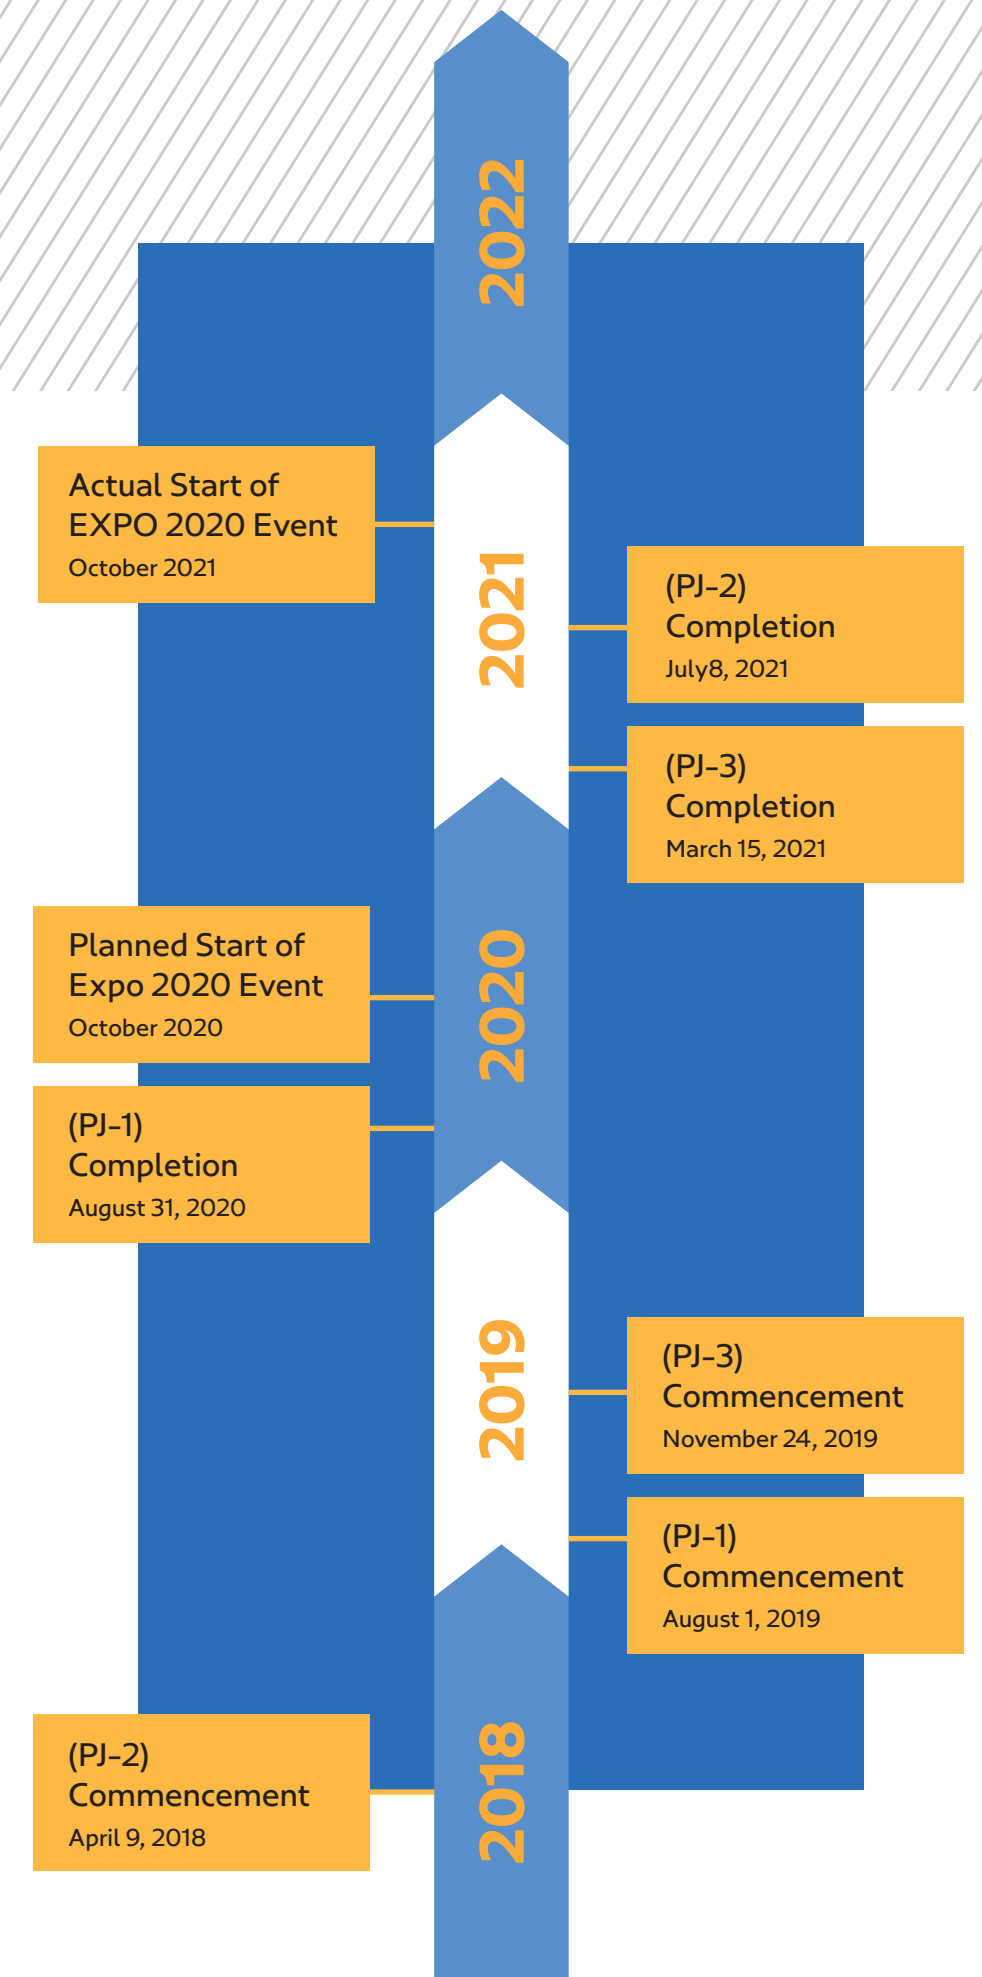 2022
Actual Start of
EXPO 2020 Event
October 2021
2021
(PJ-2)
Completion
July8, 2021
(PJ-3)
Completion
March 15, 2021
Planned Start of
Expo 2020 Event
October 2020
2020
(PJ-1)
Completion
August 31, 2020
2019
(PJ-3)
Commencement
November 24, 2019
(PJ-1)
Commencement
August 1, 2019
(PJ-2)
Commencement
April 9, 2018
2018